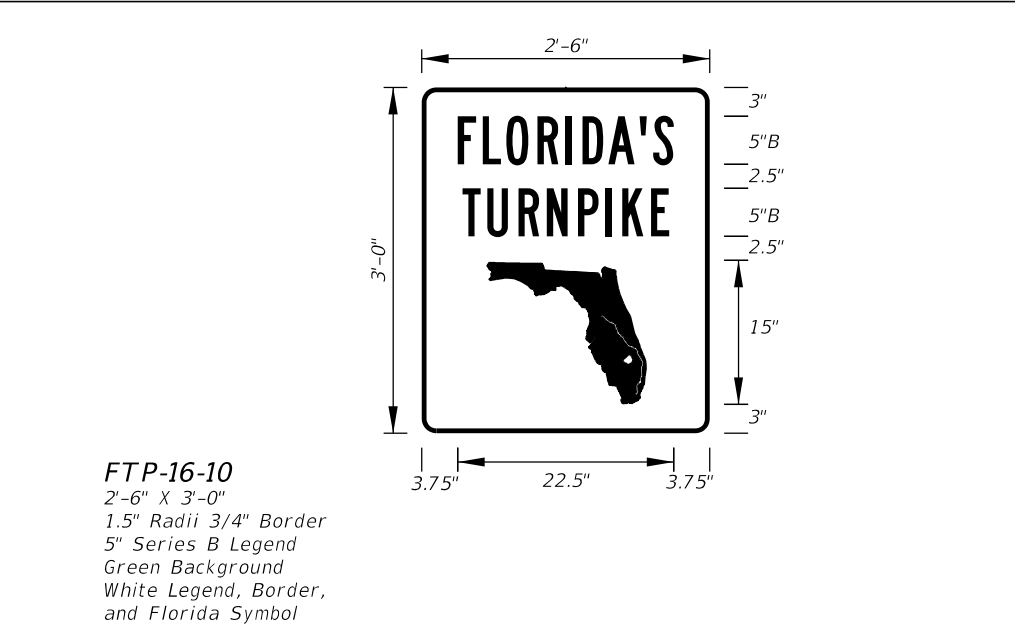 2'-6"
3"
FLORIDA'S
5"B
2.5"
TURNPIKE
5"B
2.5"
3'-0"
15"
3"
3.75"
22.5"
3.75"
FTP-16-10
2'-6" X 3'-0"
1.5" Radii 3/4" Border
5" Series B Legend
Green Background
White Legend, Border,
and Florida Symbol